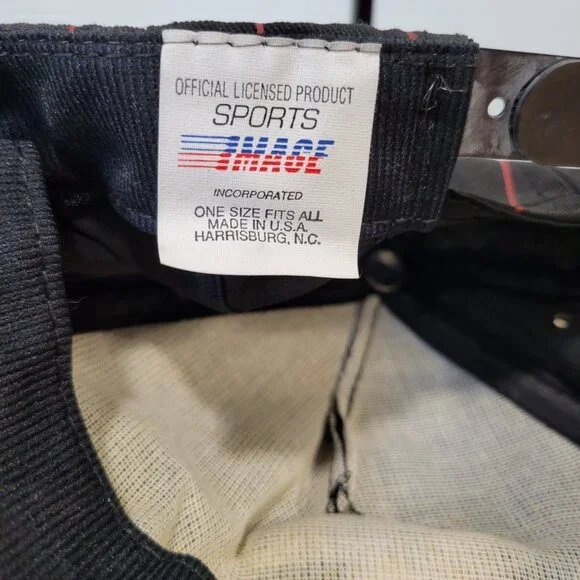 OFFICIAL LICENSED PRODUCT
SPORTS
IMAGE
INCORPORATED
ONE SIZE FITS ALL
MADE IN U.S.A.
HARRISBURG, N.C.